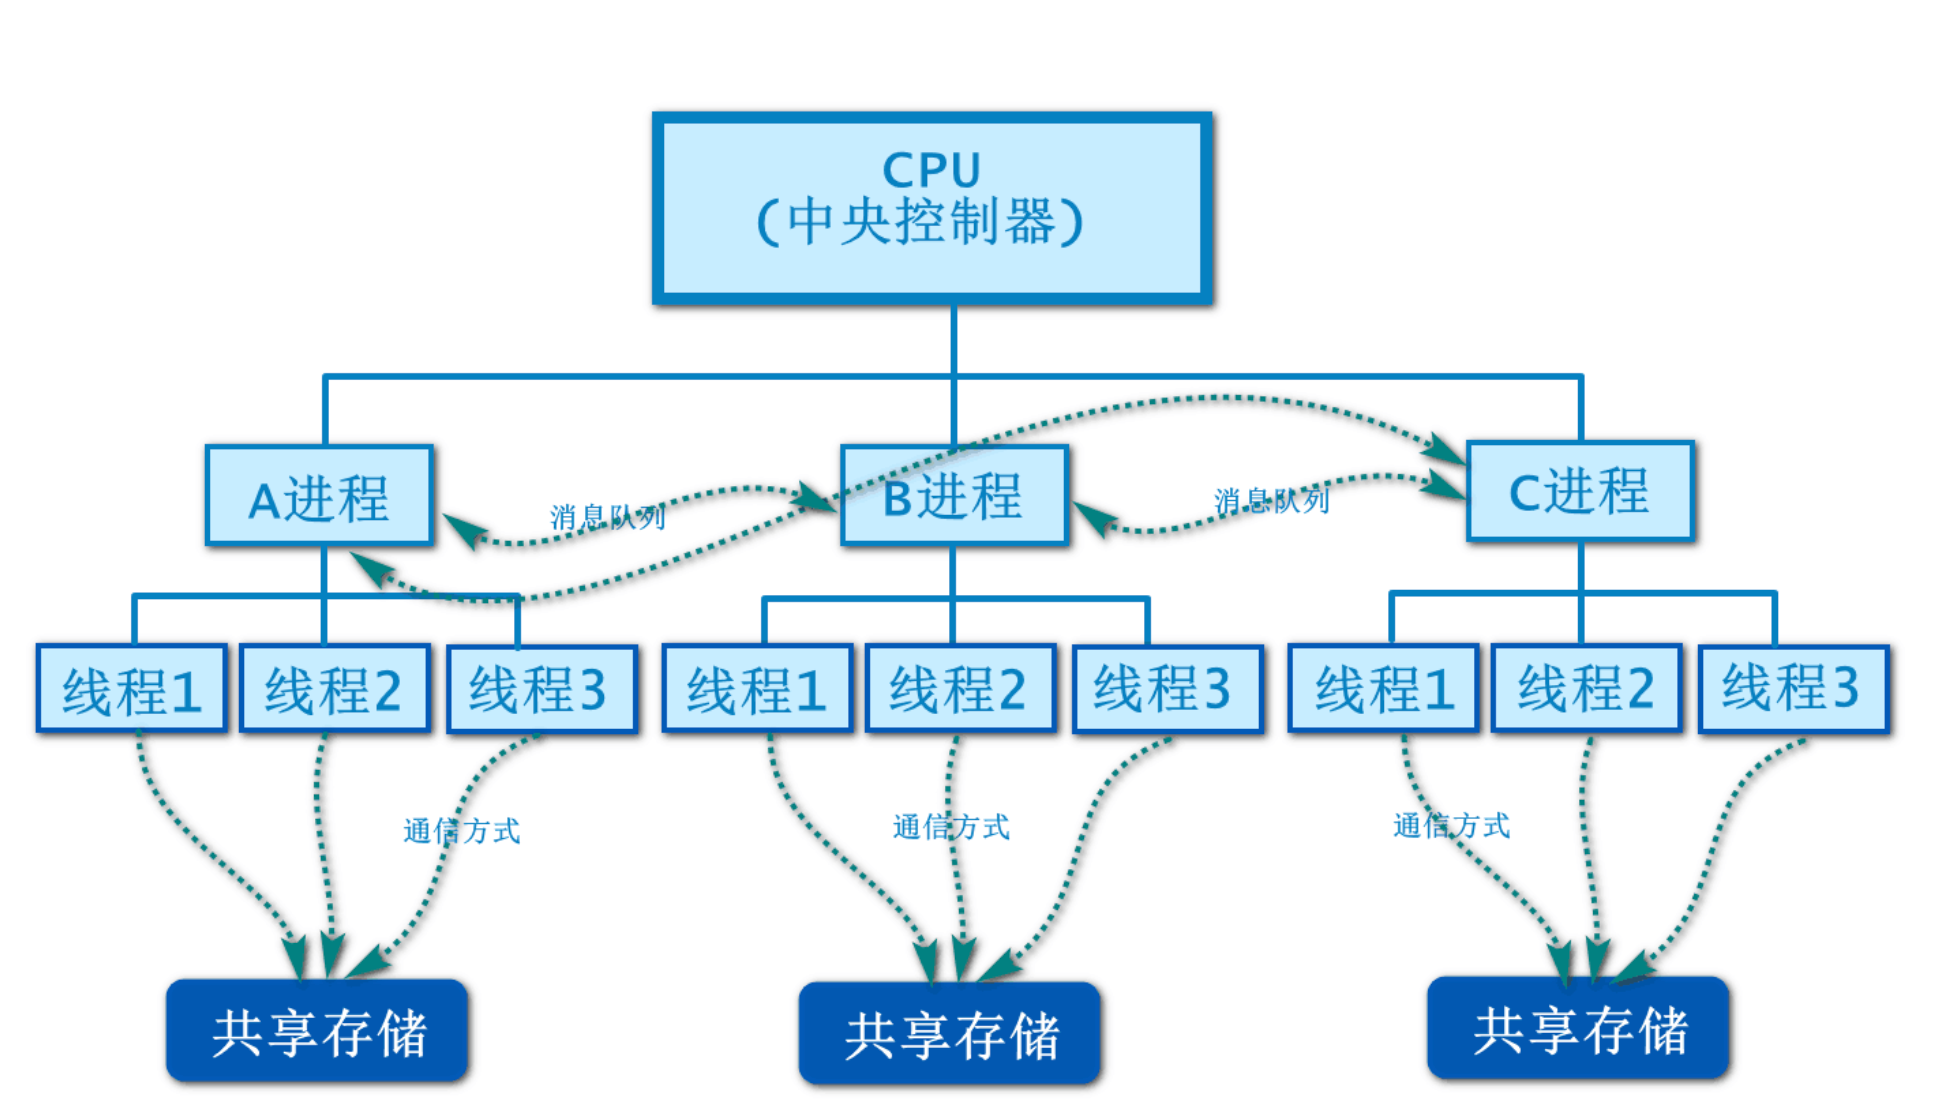 CPU
(中央控制器)
A进程
消息队列
B进程
消息队列
C进程
线程1
线程2
线程3
线程1
线程2
线程3
线程1
线程2
线程3
通信方式
通信方式
通信方式
共享存储
共享存储
共享存储